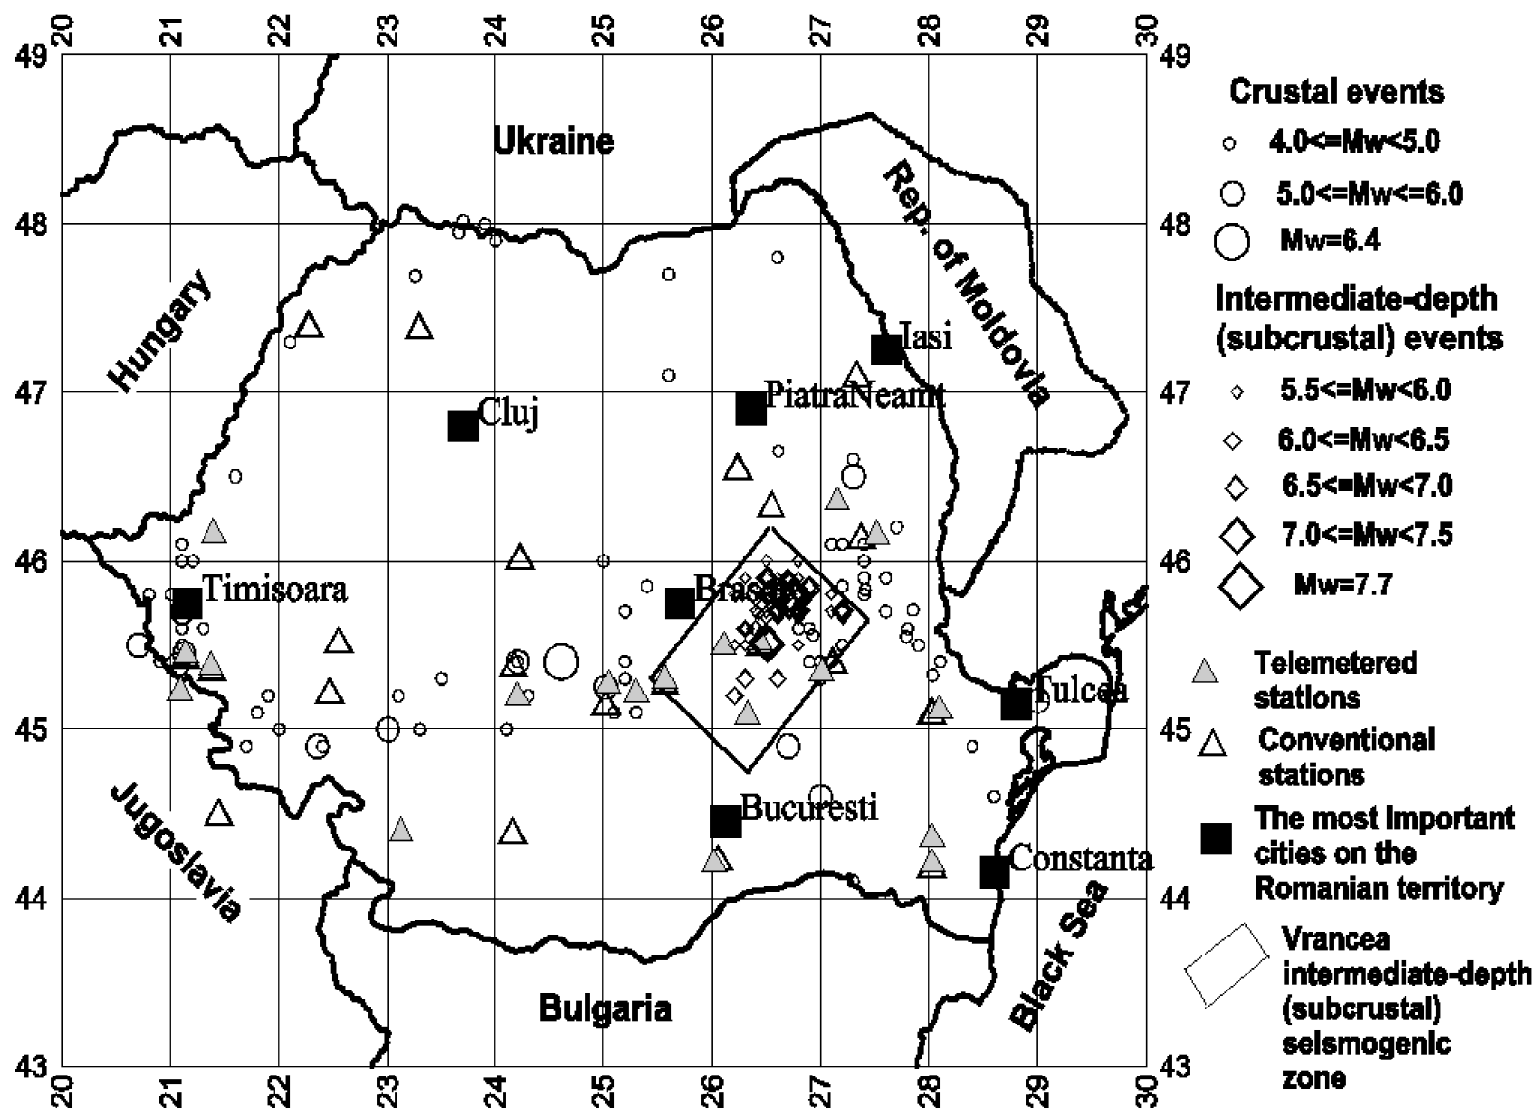 20 21 22 23 24 25 26 27 28 29 30
49 49
Crustal events
4.0<=Mw<5.0
5.0<=Mw<=6.0
Mw=6.4
Intermediate-depth
(subcrustal) events
5.5<=Mw<6.0
6.0<=Mw<6.5
6.5<=Mw<7.0
7.0<=Mw<7.5
Mw=7.7
Telemetered
stations
Conventional
stations
The most Important
cities on the
Romanian territory
Vrancea
intermediate-depth
(subcrustal)
seismogenic
zone
Ukraine
Rep. of Moldovia
48 48
Hungary
Iasi
47 47
PiatraNeamt
Cluj
46 46
Timisoara
Brasov
Tulcea
45 45
Jugoslavia
Bucuresti
Constanta
44 44
Black Sea
Bulgaria
43 43
20 21 22 23 24 25 26 27 28 29 30